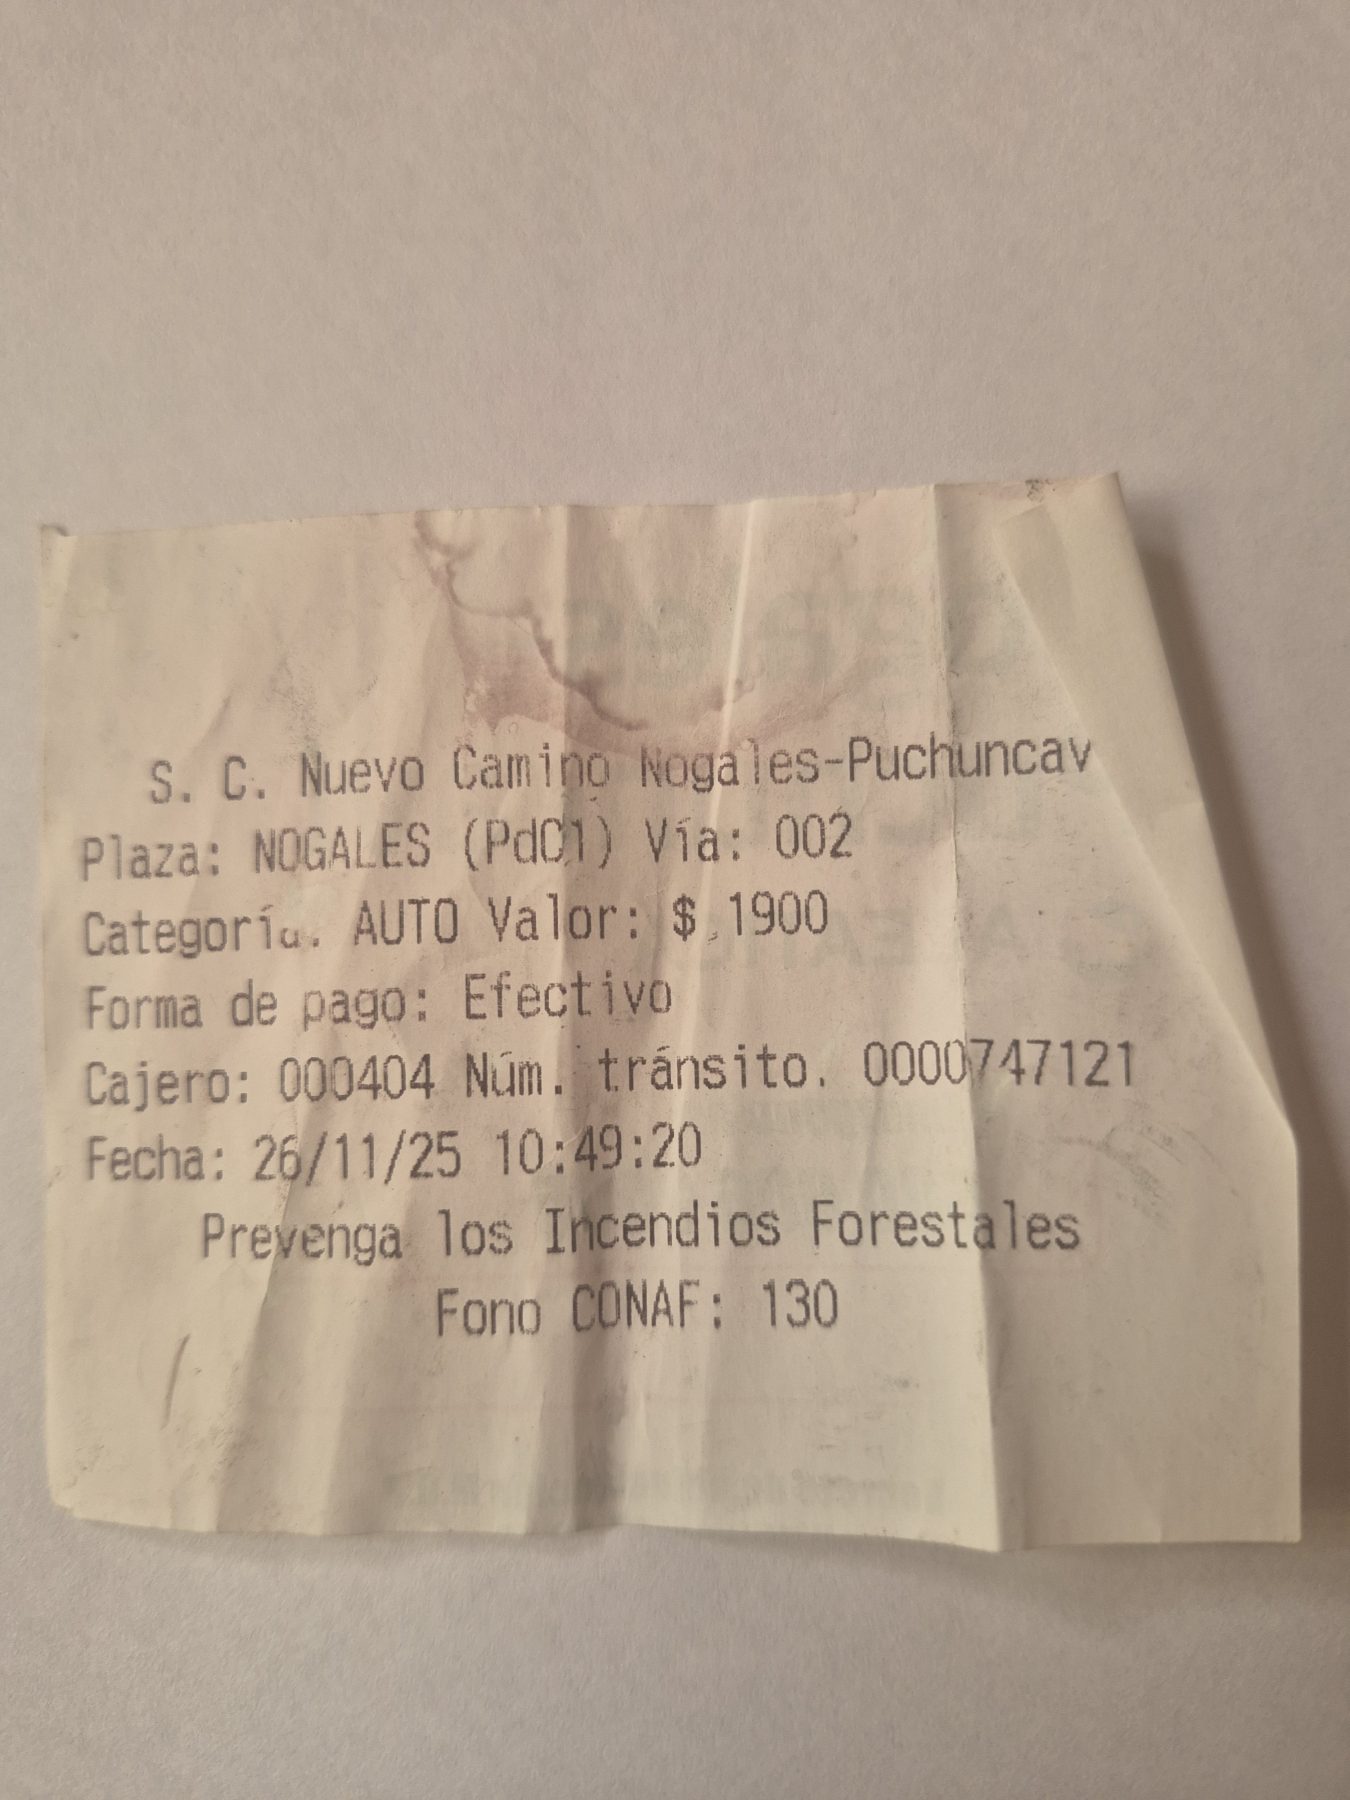 S. C. Nuevo Camino Nogales-Puchuncav
Plaza: NOGALES (PdC1) Vía: 002
Categoría: AUTO Valor: $ 1900
Forma de pago: Efectivo
Cajero: 000404 Núm. tránsito. 0000747121
Fecha: 26/11/25 10:49:20
Prevenga los Incendios Forestales
Fono CONAF: 130